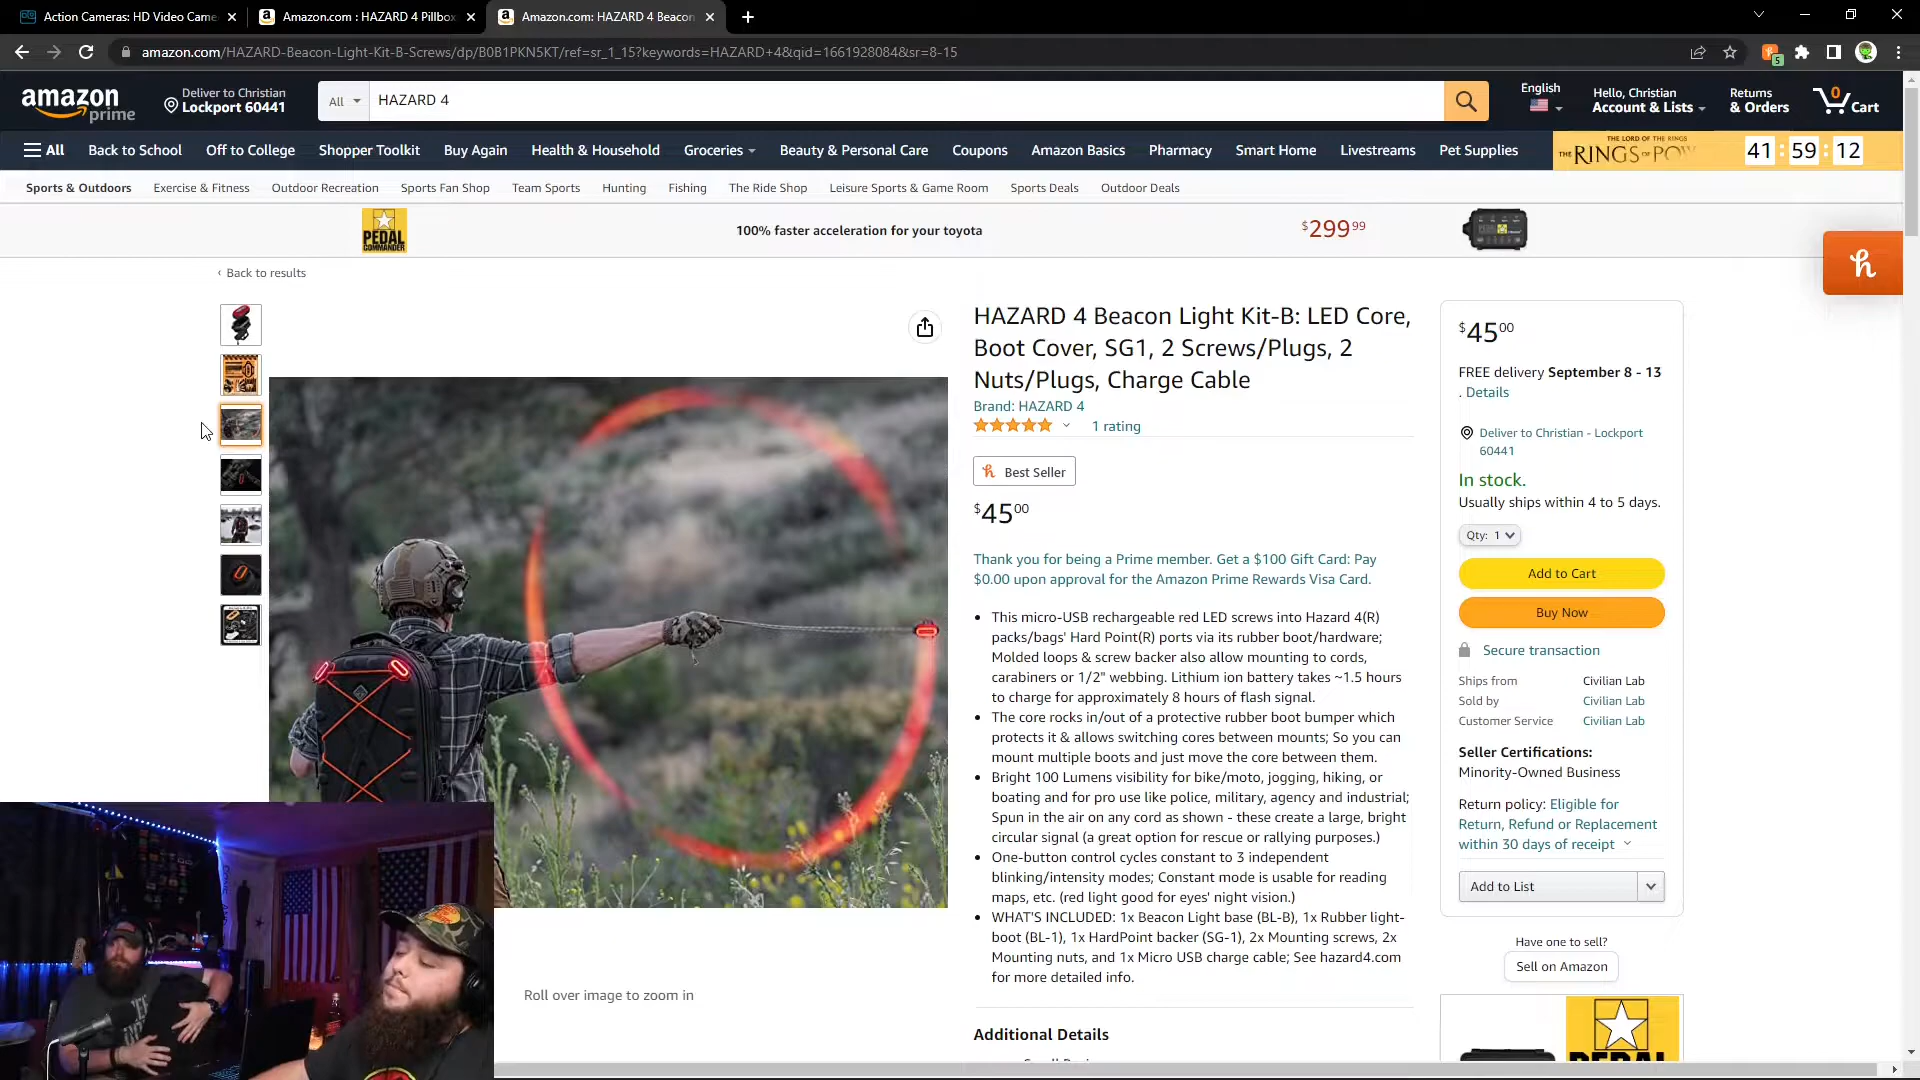 Action Cameras: HD Video Came
Amazon.com : HAZARD 4 Pillbox
Amazon.com: HAZARD 4 Beacon
amazon.com/HAZARD-Beacon-Light-Kit-B-Screws/dp/B0B1PKN5KT/ref=sr_1_15?keywords=HAZARD+4&qid=1661928084&sr=8-15
5
amazon
prime
Deliver to Christian
Lockport 60441
All
HAZARD 4
English
Hello, Christian
Account & Lists
Returns
& Orders
0
Cart
All
Back to School
Off to College
Shopper Toolkit
Buy Again
Health & Household
Groceries
Beauty & Personal Care
Coupons
Amazon Basics
Pharmacy
Smart Home
Livestreams
Pet Supplies
THE LORD OF THE RINGS
THE RINGS OF POW
41 : 59 : 12
Sports & Outdoors
Exercise & Fitness
Outdoor Recreation
Sports Fan Shop
Team Sports
Hunting
Fishing
The Ride Shop
Leisure Sports & Game Room
Sports Deals
Outdoor Deals
PEDAL
COMMANDER
100% faster acceleration for your toyota
$299 99
‹ Back to results
HAZARD 4 Beacon Light Kit-B: LED Core,
Boot Cover, SG1, 2 Screws/Plugs, 2
Nuts/Plugs, Charge Cable
Brand: HAZARD 4
1 rating
Best Seller
$45 00
Thank you for being a Prime member. Get a $100 Gift Card: Pay
$0.00 upon approval for the Amazon Prime Rewards Visa Card.
• This micro-USB rechargeable red LED screws into Hazard 4(R)
packs/bags' Hard Point(R) ports via its rubber boot/hardware;
Molded loops & screw backer also allow mounting to cords,
carabiners or 1/2" webbing. Lithium ion battery takes ~1.5 hours
to charge for approximately 8 hours of flash signal.
• The core rocks in/out of a protective rubber boot bumper which
protects it & allows switching cores between mounts; So you can
mount multiple boots and just move the core between them.
• Bright 100 Lumens visibility for bike/moto, jogging, hiking, or
boating and for pro use like police, military, agency and industrial;
Spun in the air on any cord as shown - these create a large, bright
circular signal (a great option for rescue or rallying purposes.)
• One-button control cycles constant to 3 independent
blinking/intensity modes; Constant mode is usable for reading
maps, etc. (red light good for eyes' night vision.)
• WHAT'S INCLUDED: 1x Beacon Light base (BL-B), 1x Rubber light-
boot (BL-1), 1x HardPoint backer (SG-1), 2x Mounting screws, 2x
Mounting nuts, and 1x Micro USB charge cable; See hazard4.com
for more detailed info.
Additional Details
Roll over image to zoom in
$45 00
FREE delivery September 8 - 13
. Details
Deliver to Christian - Lockport
60441
In stock.
Usually ships within 4 to 5 days.
Qty: 1
Add to Cart
Buy Now
Secure transaction
Ships from Civilian Lab
Sold by Civilian Lab
Customer Service Civilian Lab
Seller Certifications:
Minority-Owned Business
Return policy: Eligible for
Return, Refund or Replacement
within 30 days of receipt
Add to List
Have one to sell?
Sell on Amazon